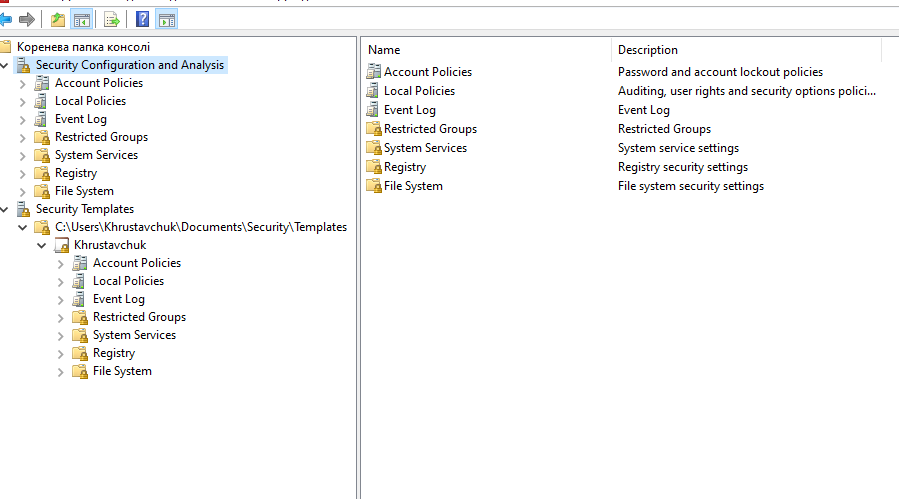 Коренева папка консолі
Security Configuration and Analysis
Account Policies
Local Policies
Event Log
Restricted Groups
System Services
Registry
File System
Security Templates
C:\Users\Khrustavchuk\Documents\Security\Templates
Khrustavchuk
Account Policies
Local Policies
Event Log
Restricted Groups
System Services
Registry
File System
Name Description
Account Policies Password and account lockout policies
Local Policies Auditing, user rights and security options polici...
Event Log Event Log
Restricted Groups Restricted Groups
System Services System service settings
Registry Registry security settings
File System File system security settings